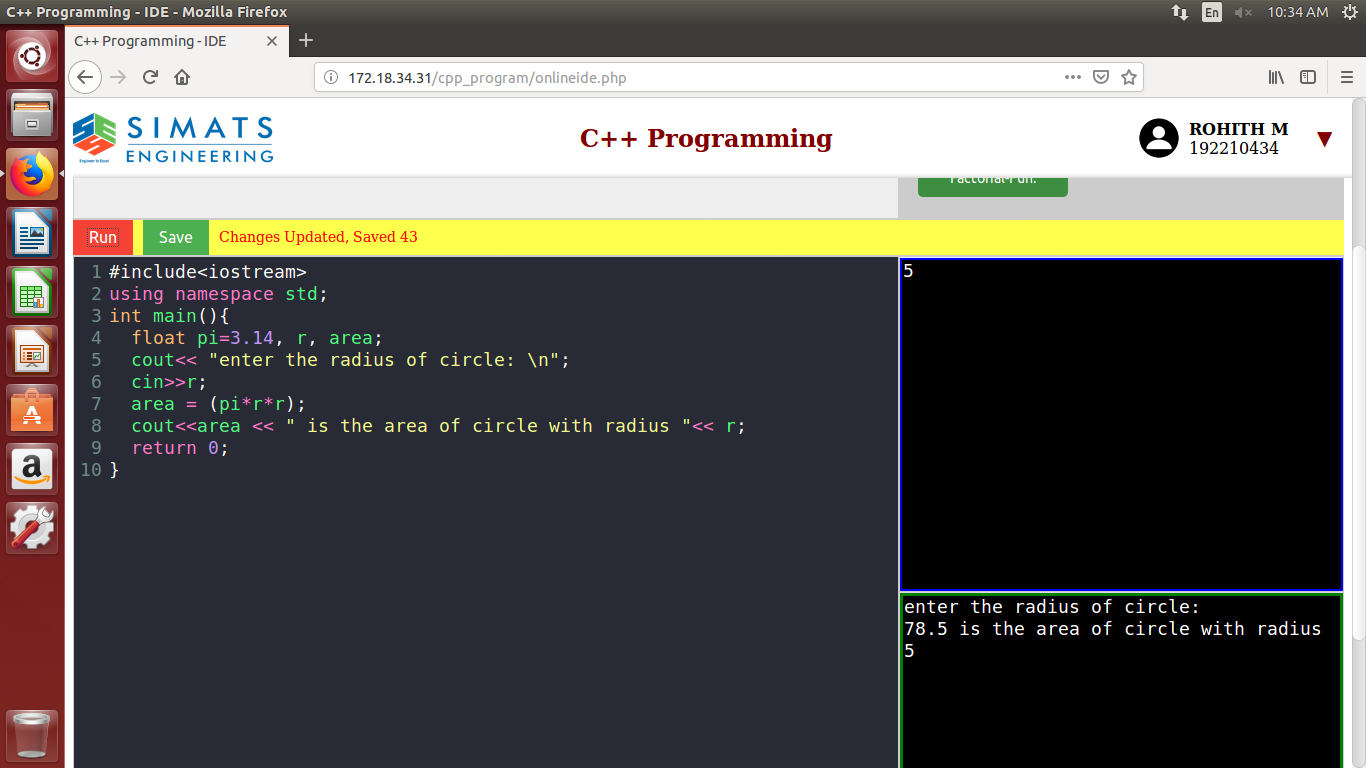 C++ Programming - IDE - Mozilla Firefox
En
10:34 AM
C++ Programming - IDE
172.18.34.31/cpp_program/onlineide.php
SIMATS
ENGINEERING
Engineer to Excel
C++ Programming
ROHITH M
192210434
Factorial-Fun.
Run
Save
Changes Updated, Saved 43
1 #include<iostream>
2 using namespace std;
3 int main(){
4 float pi=3.14, r, area;
5 cout<< "enter the radius of circle: \n";
6 cin>>r;
7 area = (pi*r*r);
8 cout<<area << " is the area of circle with radius "<< r;
9 return 0;
10 }
5
enter the radius of circle:
78.5 is the area of circle with radius
5